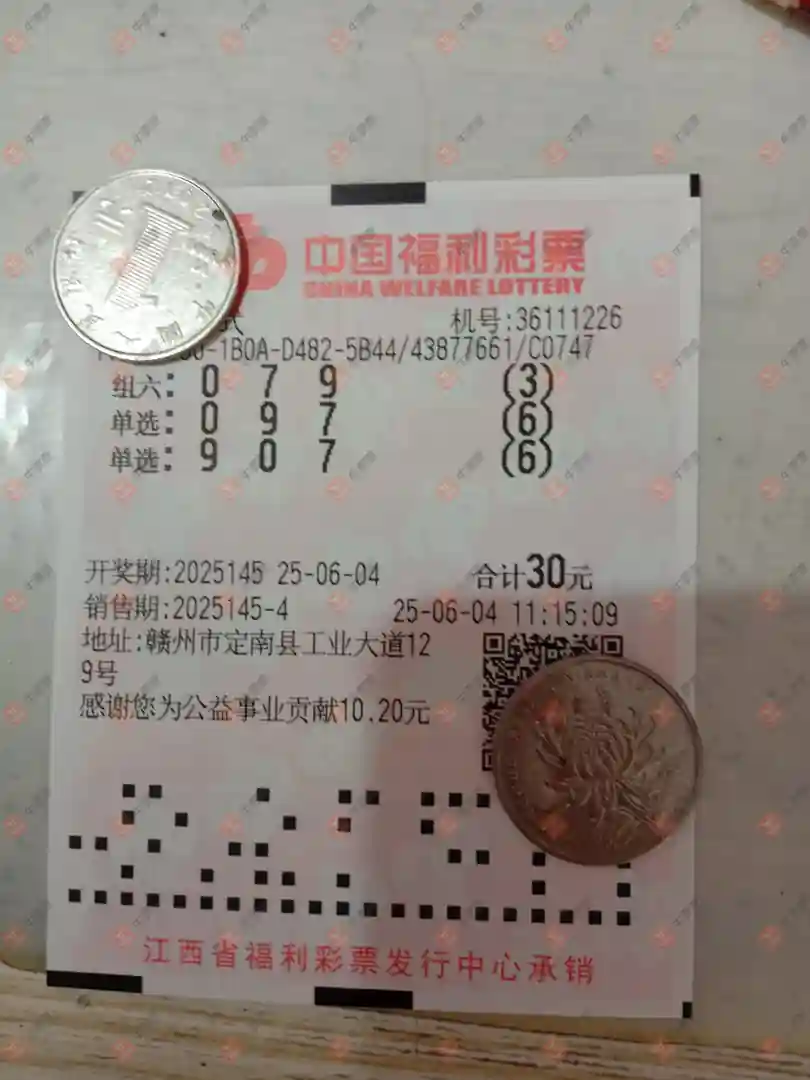 中国福利彩票
CHINA WELFARE LOTTERY
式 机号:36111226
0-1B0A-D482-5B44/43877661/C0747
组六: 0 7 9 (3)
单选: 0 9 7 (6)
单选: 9 0 7 (6)
开奖期:2025145 25-06-04 合计30元
销售期:2025145-4 25-06-04 11:15:09
地址:赣州市定南县工业大道12
9号
感谢您为公益事业贡献10.20元
江西省福利彩票发行中心承销